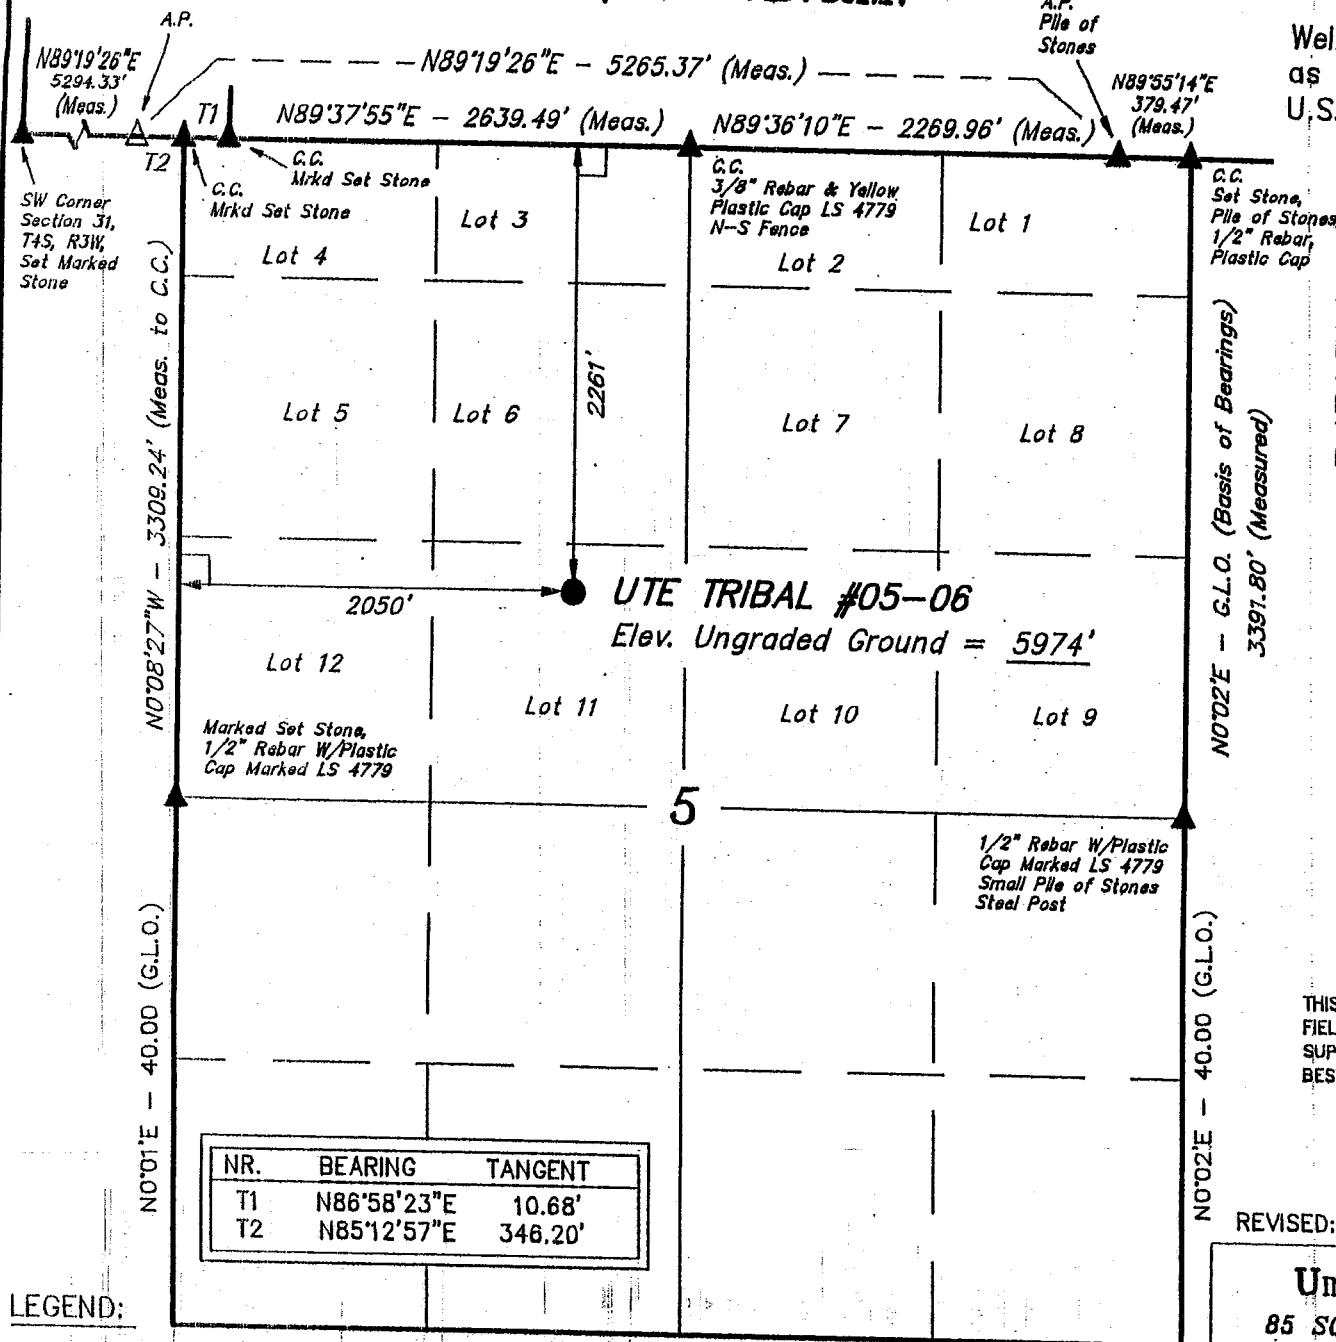 A.P.
A.P.
Pile of
Stones
Wel
as
U.S.
N89°19'26"E
5294.33'
(Meas.)
N89°19'26"E - 5265.37' (Meas.)
N89°55'14"E
379.47'
(Meas.)
T1
N89°37'55"E - 2639.49' (Meas.)
N89°36'10"E - 2269.96' (Meas.)
T2
C.C.
Mrkd Set Stone
C.C.
Mrkd Set Stone
C.C.
3/8" Rebar & Yellow
Plastic Cap LS 4779
N-S Fence
C.C.
Set Stone,
Pile of Stones,
1/2" Rebar,
Plastic Cap
SW Corner
Section 31,
T4S, R3W,
Set Marked
Stone
Lot 3
Lot 1
Lot 4
Lot 2
N0°08'27"W - 3309.24' (Meas. to C.C.)
2261'
N0°02'E - G.L.O. (Basis of Bearings)
3391.80' (Measured)
Lot 5
Lot 6
Lot 7
Lot 8
2050'
UTE TRIBAL #05-06
Elev. Ungraded Ground = 5974'
Lot 12
Lot 11
Lot 10
Lot 9
Marked Set Stone,
1/2" Rebar W/Plastic
Cap Marked LS 4779
5
1/2" Rebar W/Plastic
Cap Marked LS 4779
Small Pile of Stones
Steel Post
N0°01'E - 40.00 (G.L.O.)
N0°02'E - 40.00 (G.L.O.)
THIS
FIEL
SUP
BES
NR. BEARING TANGENT
T1 N86°58'23"E 10.68'
T2 N85°12'57"E 346.20'
REVISED:
LEGEND:
85 SO